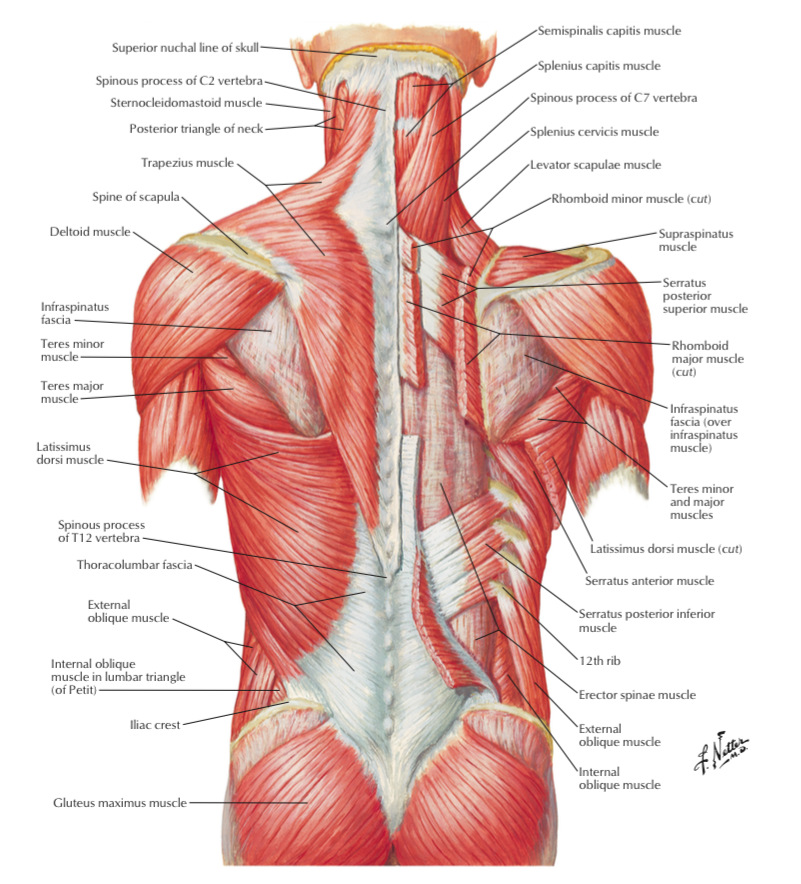 Superior nuchal line of skull
Spinous process of C2 vertebra
Sternocleidomastoid muscle
Posterior triangle of neck
Trapezius muscle
Spine of scapula
Deltoid muscle
Infraspinatus
fascia
Teres minor
muscle
Teres major
muscle
Latissimus
dorsi muscle
Spinous process
of T12 vertebra
Thoracolumbar fascia
External
oblique muscle
Internal oblique
muscle in lumbar triangle
(of Petit)
Iliac crest
Gluteus maximus muscle
Semispinalis capitis muscle
Splenius capitis muscle
Spinous process of C7 vertebra
Splenius cervicis muscle
Levator scapulae muscle
Rhomboid minor muscle (cut)
Supraspinatus
muscle
Serratus
posterior
superior muscle
Rhomboid
major muscle
(cut)
Infraspinatus
fascia (over
infraspinatus
muscle)
Teres minor
and major
muscles
Latissimus dorsi muscle (cut)
Serratus anterior muscle
Serratus posterior inferior
muscle
12th rib
Erector spinae muscle
External
oblique muscle
Internal
oblique muscle
F. Netter
M.D.